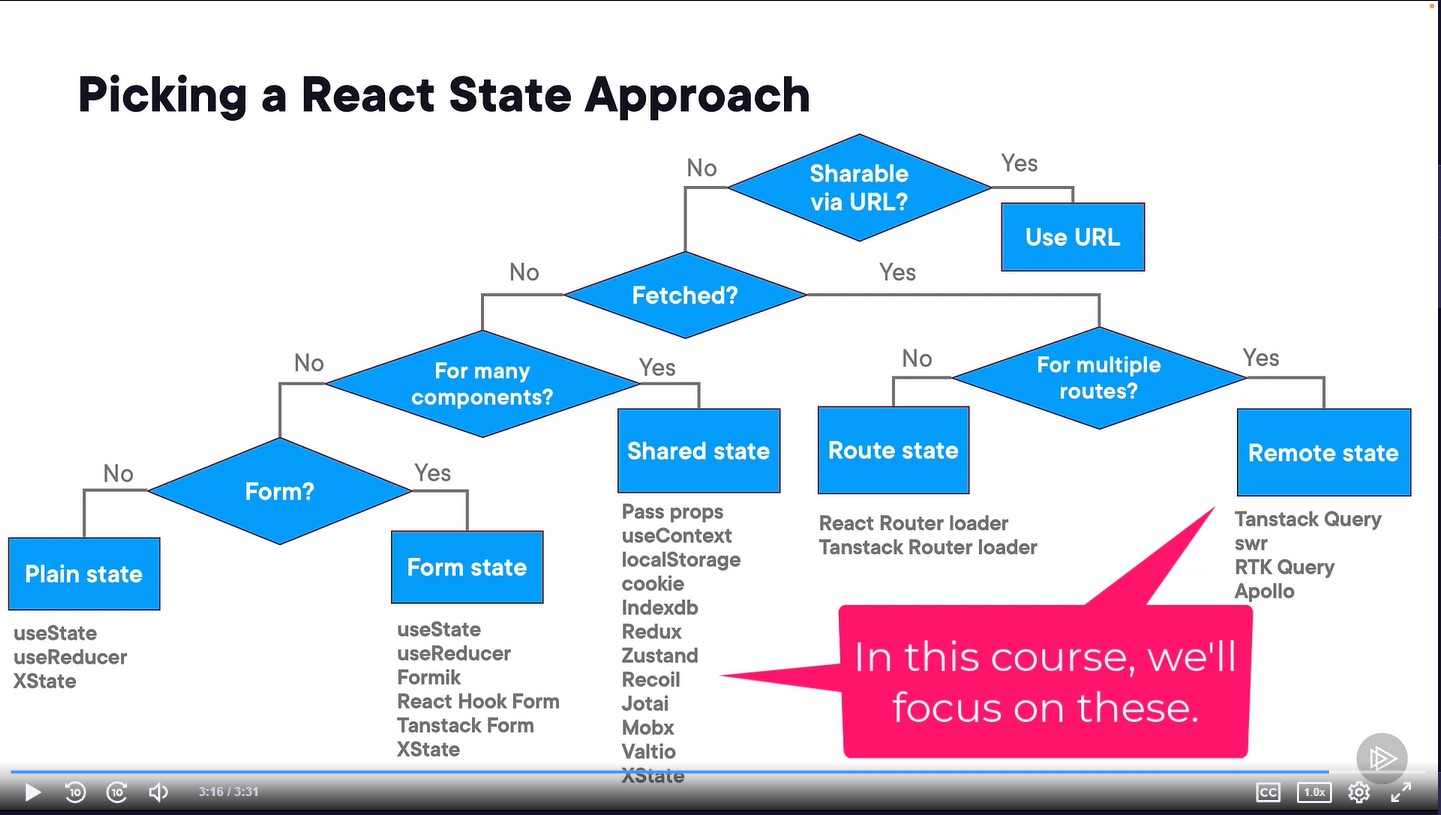 Picking a React State Approach
No
Sharable
via URL?
Yes
Use URL
No
Fetched?
Yes
No
For many
components?
Yes
No
For multiple
routes?
Yes
Shared state
Route state
Remote state
No
Form?
Yes
Plain state
Form state
useState
useReducer
XState
useState
useReducer
Formik
React Hook Form
Tanstack Form
XState
Pass props
useContext
localStorage
cookie
Indexdb
Redux
Zustand
Recoil
Jotai
Mobx
Valtio
XState
React Router loader
Tanstack Router loader
Tanstack Query
swr
RTK Query
Apollo
In this course, we'll
focus on these.
10
10
3:16 / 3:31
CC
1.0x